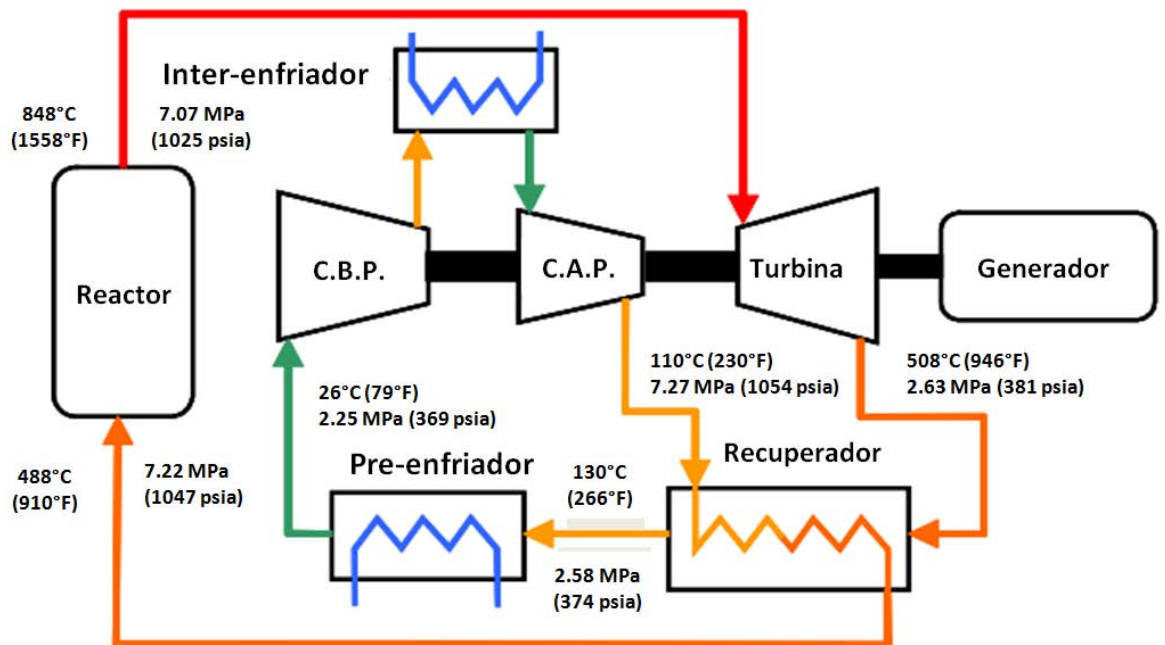 Inter-enfriador
848°C
(1558°F)
7.07 MPa
(1025 psia)
Reactor
C.B.P.
C.A.P.
Turbina
Generador
26°C (79°F)
2.25 MPa (369 psia)
110°C (230°F)
7.27 MPa (1054 psia)
508°C (946°F)
2.63 MPa (381 psia)
488°C
(910°F)
7.22 MPa
(1047 psia)
Pre-enfriador
130°C
(266°F)
Recuperador
2.58 MPa
(374 psia)